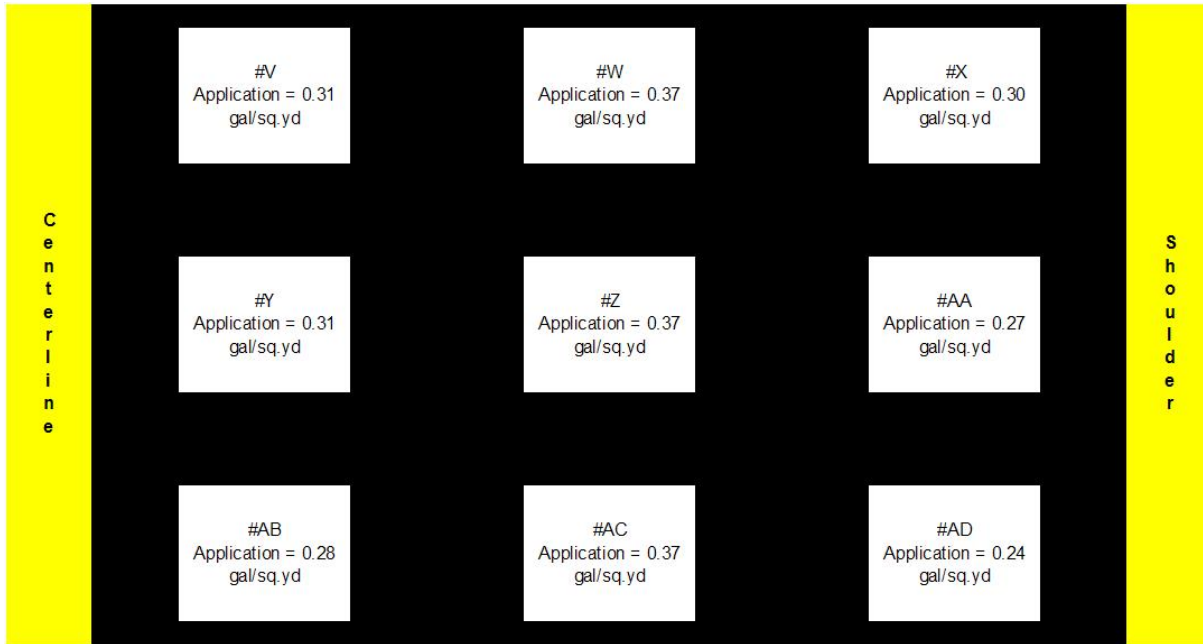 #V
Application = 0.31
gal/sq.yd
#W
Application = 0.37
gal/sq.yd
#X
Application = 0.30
gal/sq.yd
Centerline
#Y
Application = 0.31
gal/sq.yd
#Z
Application = 0.37
gal/sq.yd
#AA
Application = 0.27
gal/sq.yd
Shoulder
#AB
Application = 0.28
gal/sq.yd
#AC
Application = 0.37
gal/sq.yd
#AD
Application = 0.24
gal/sq.yd